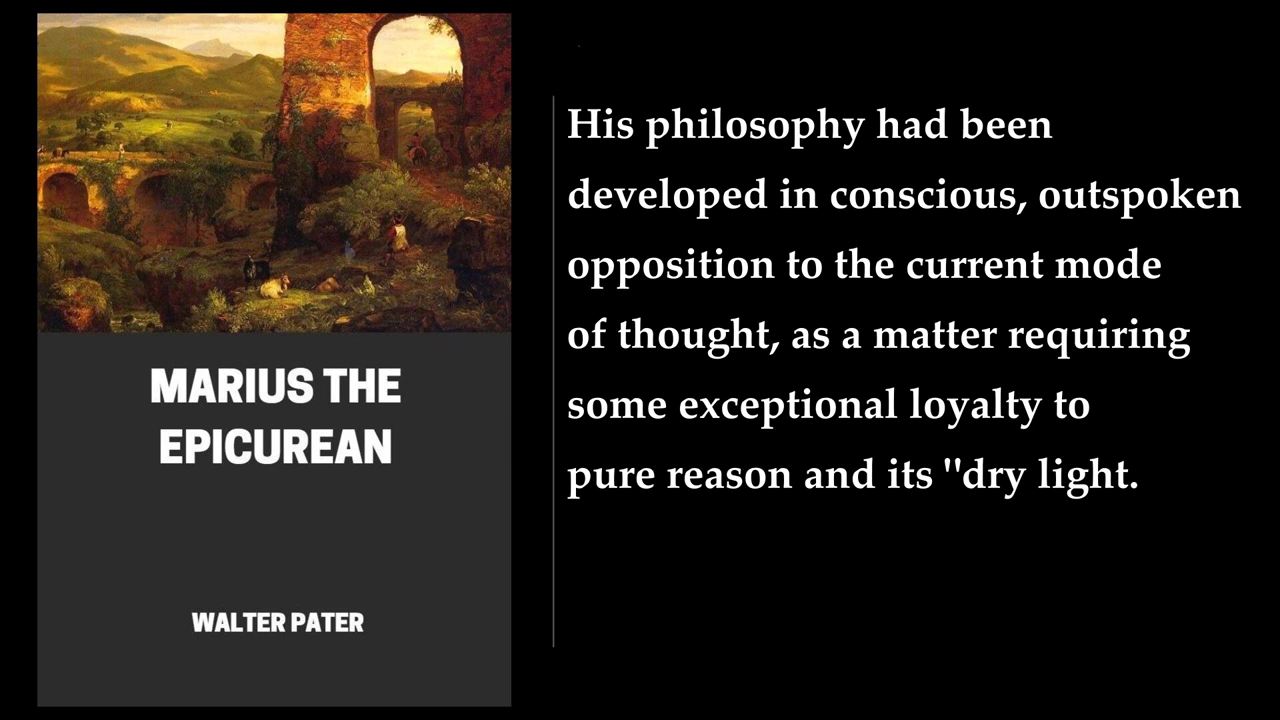 MARIUS THE
EPICUREAN
WALTER PATER
His philosophy had been
developed in conscious, outspoken
opposition to the current mode
of thought, as a matter requiring
some exceptional loyalty to
pure reason and its "dry light.